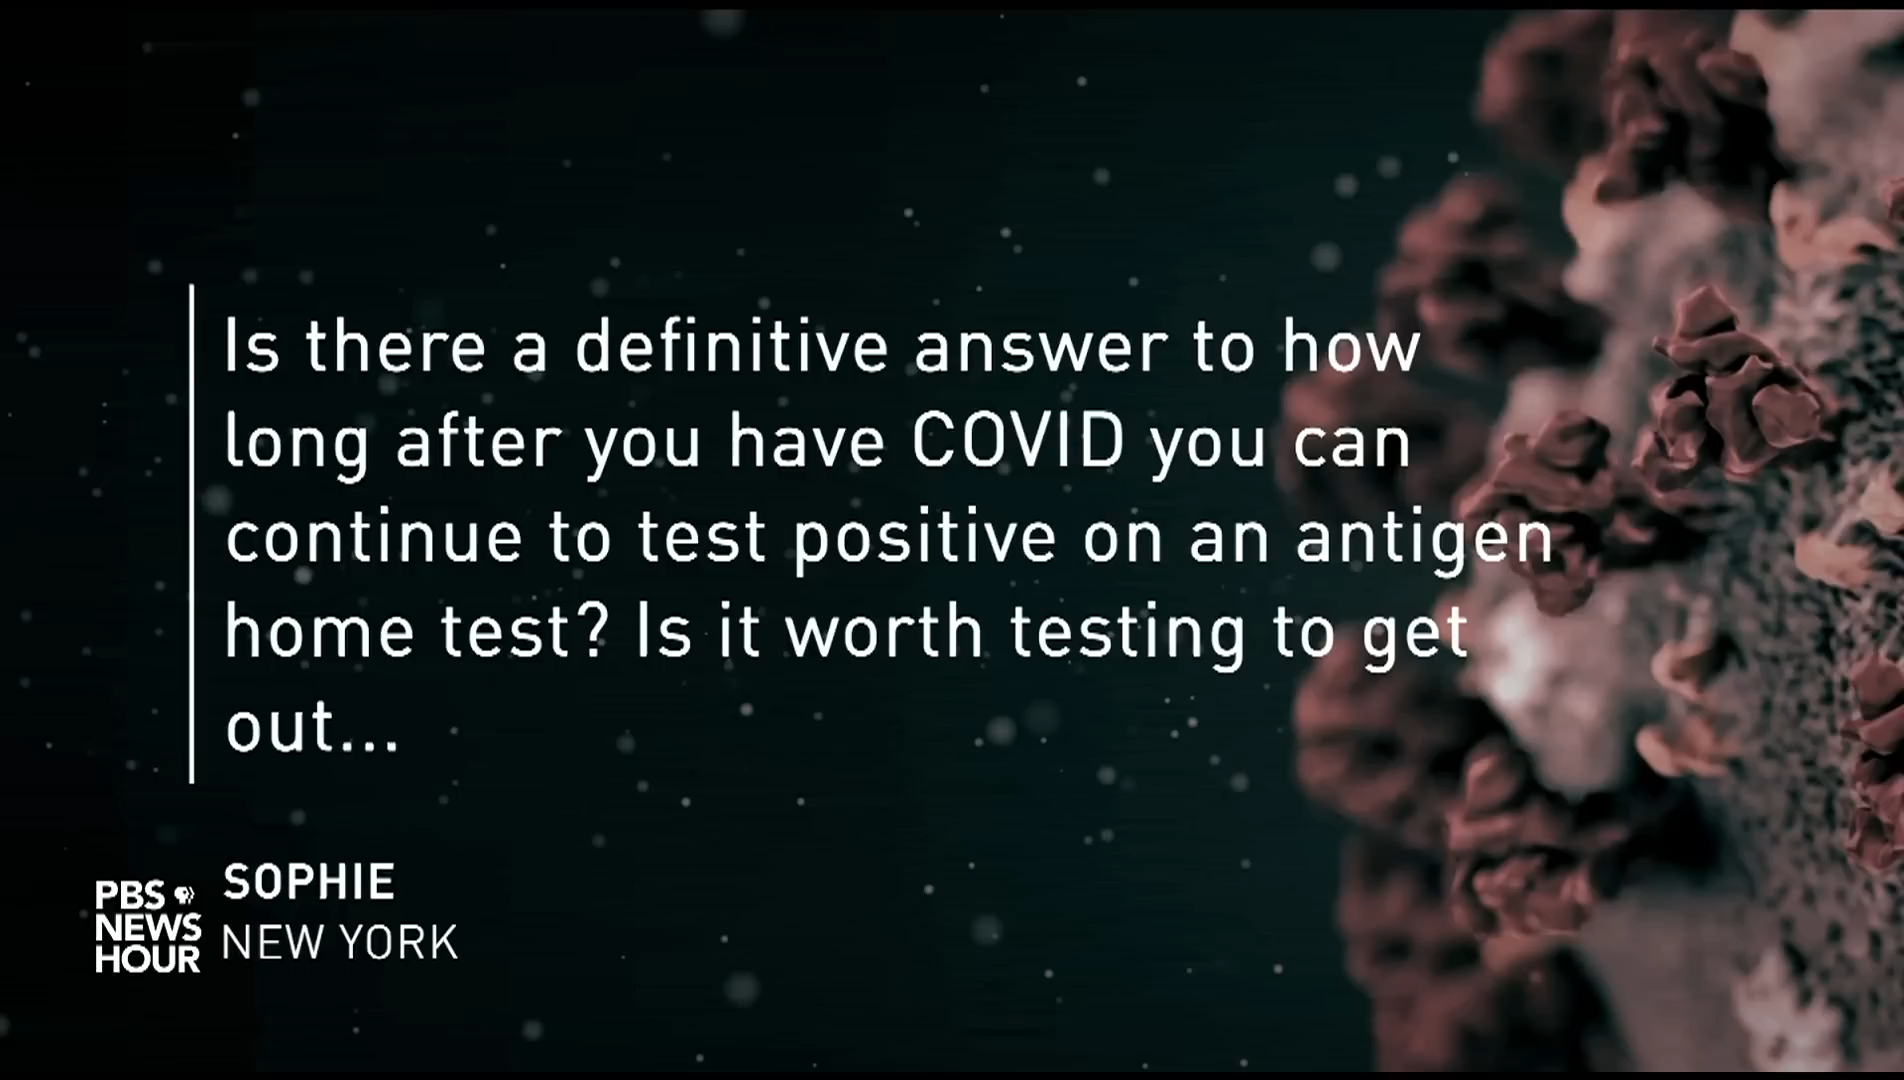 Is there a definitive answer to how
long after you have COVID you can
continue to test positive on an antigen
home test? Is it worth testing to get
out...
SOPHIE
NEW YORK
PBS
NEWS
HOUR